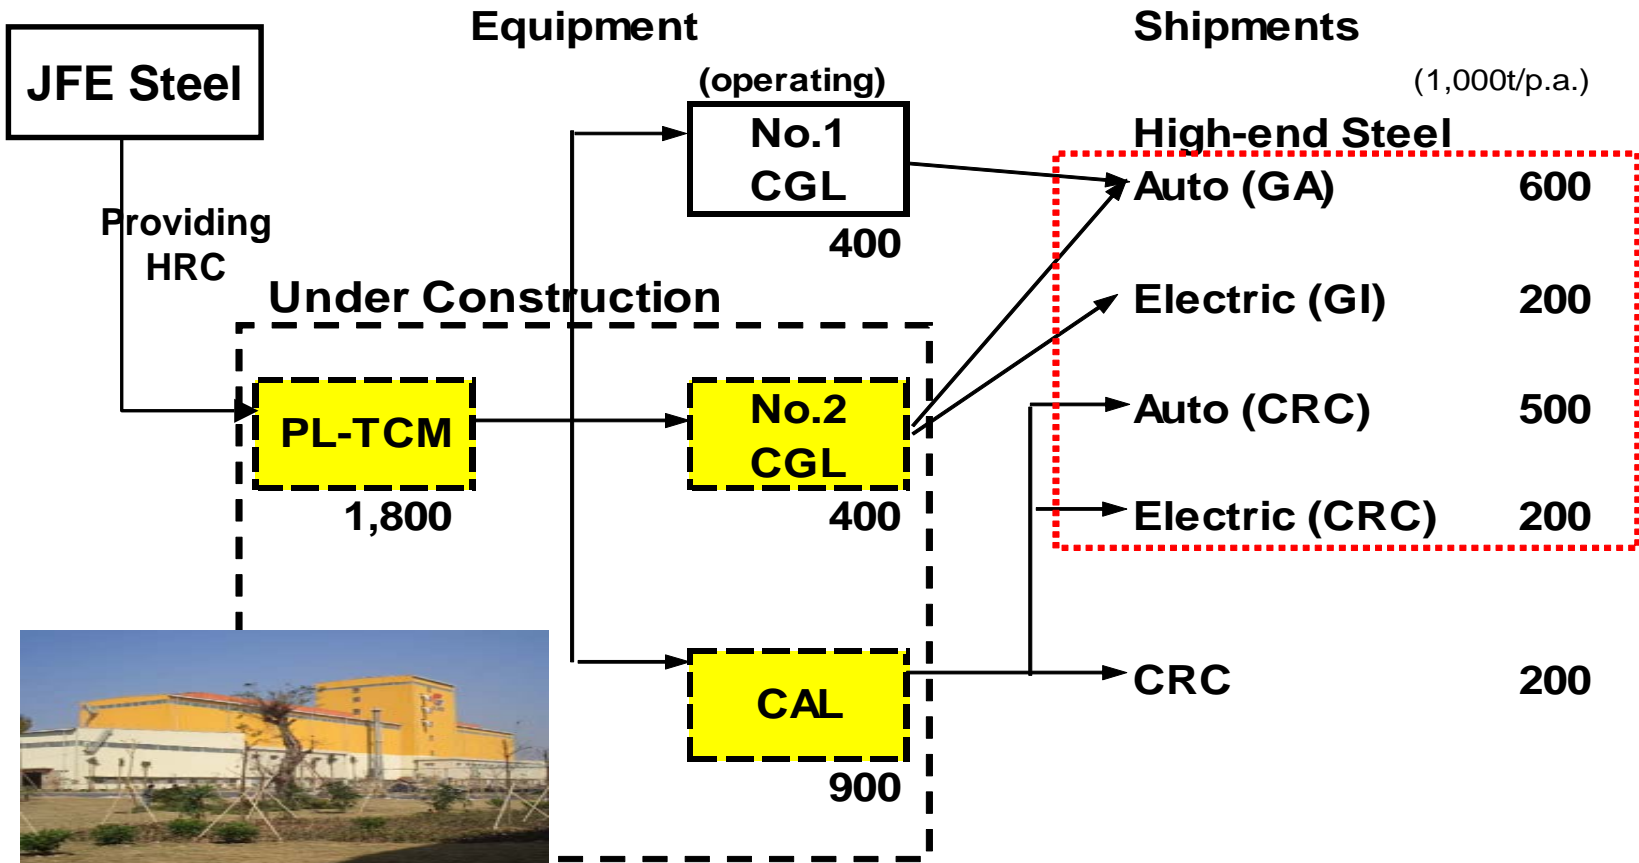 Equipment
Shipments
JFE Steel
(operating)
(1,000t/p.a.)
No.1
CGL
400
High-end Steel
Auto (GA) 600
Providing
HRC
Electric (GI) 200
Under Construction
PL-TCM
1,800
No.2
CGL
400
Auto (CRC) 500
Electric (CRC) 200
CAL
900
CRC 200